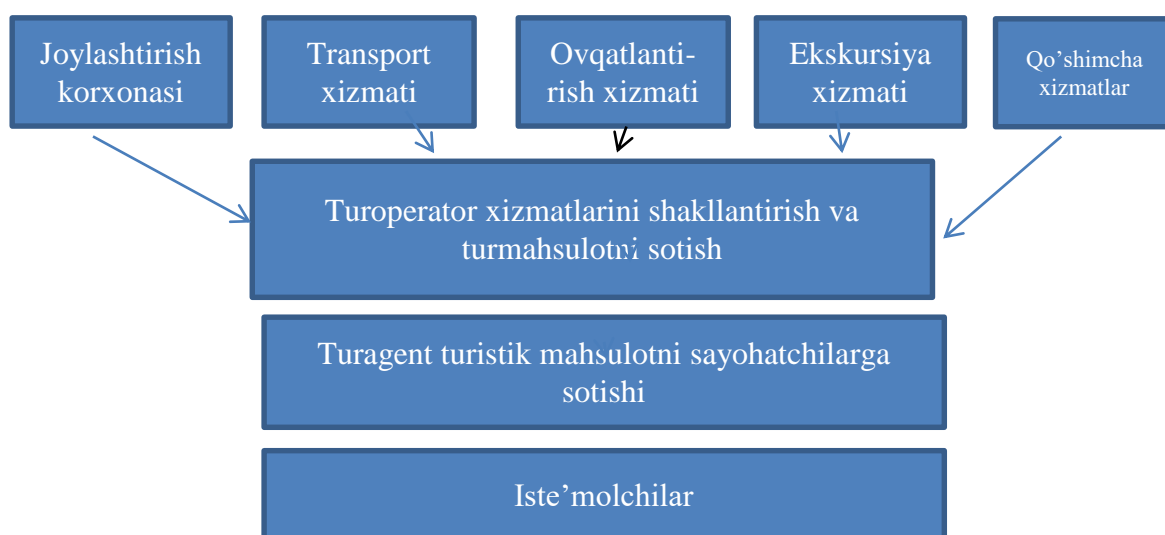 Joylashtirish
korxonasi
Transport
xizmati
Ovqatlanti-
rish xizmati
Ekskursiya
xizmati
Qo’shimcha
xizmatlar
Turoperator xizmatlarini shakllantirish va
turmahsulotni sotish
Turagent turistik mahsulotni sayohatchilarga
sotishi
Iste’molchilar